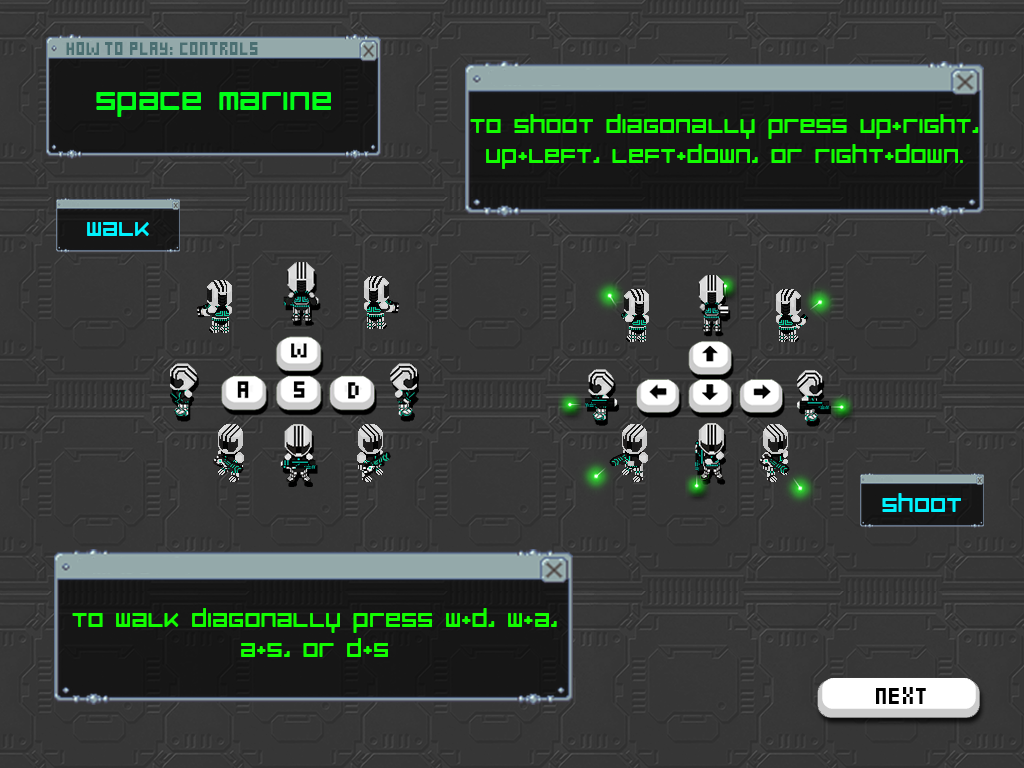 HOW TO PLAY: CONTROLS
space marine
To shoot diagonally press up+right,
up+left, left+down, or right+down.
walk
W
A S D
shoot
To walk diagonally press w+d, w+a,
a+s, or d+s
NEXT